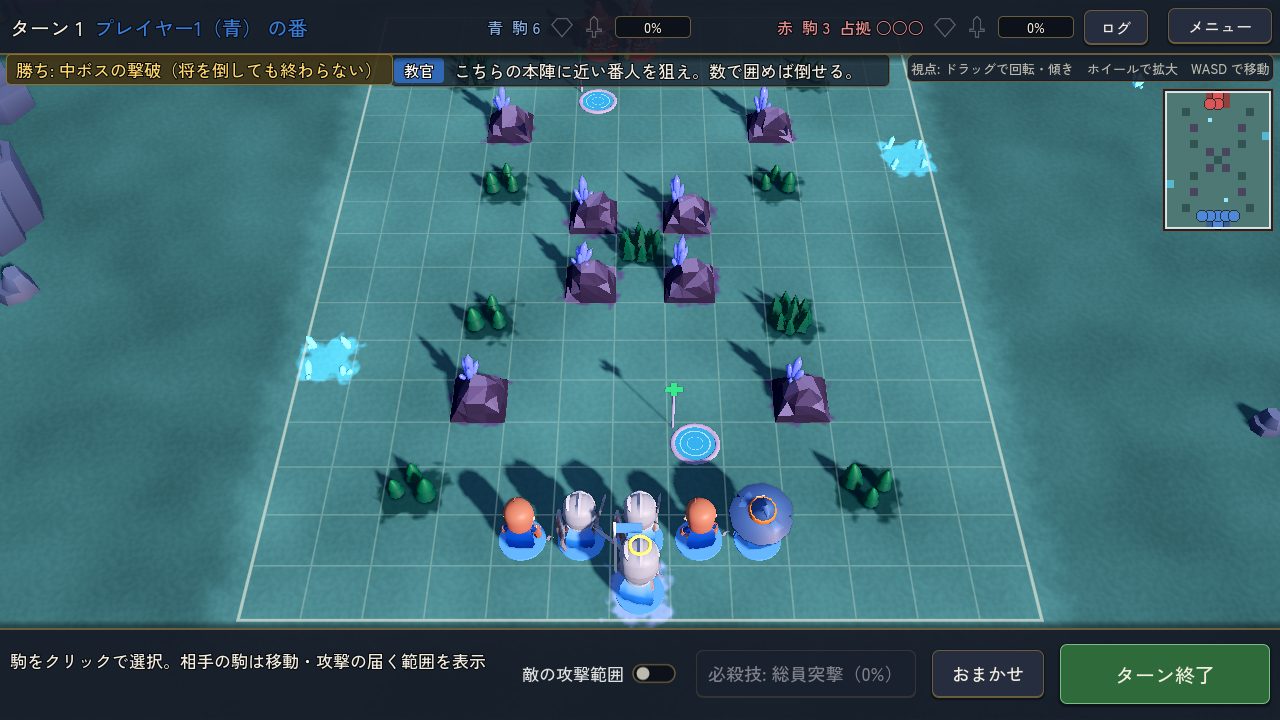 ターン 1 プレイヤー1（青） の番
青 駒 6
0%
赤 駒 3 占拠 〇〇〇
0%
ログ
メニュー
勝ち: 中ボスの撃破（将を倒しても終わらない）
教官
こちらの本陣に近い番人を狙え。数で囲めば倒せる。
視点: ドラッグで回転・傾き ホイールで拡大 WASD で移動
駒をクリックで選択。相手の駒は移動・攻撃の届く範囲を表示
敵の攻撃範囲
必殺技: 総員突撃（0%）
おまかせ
ターン終了